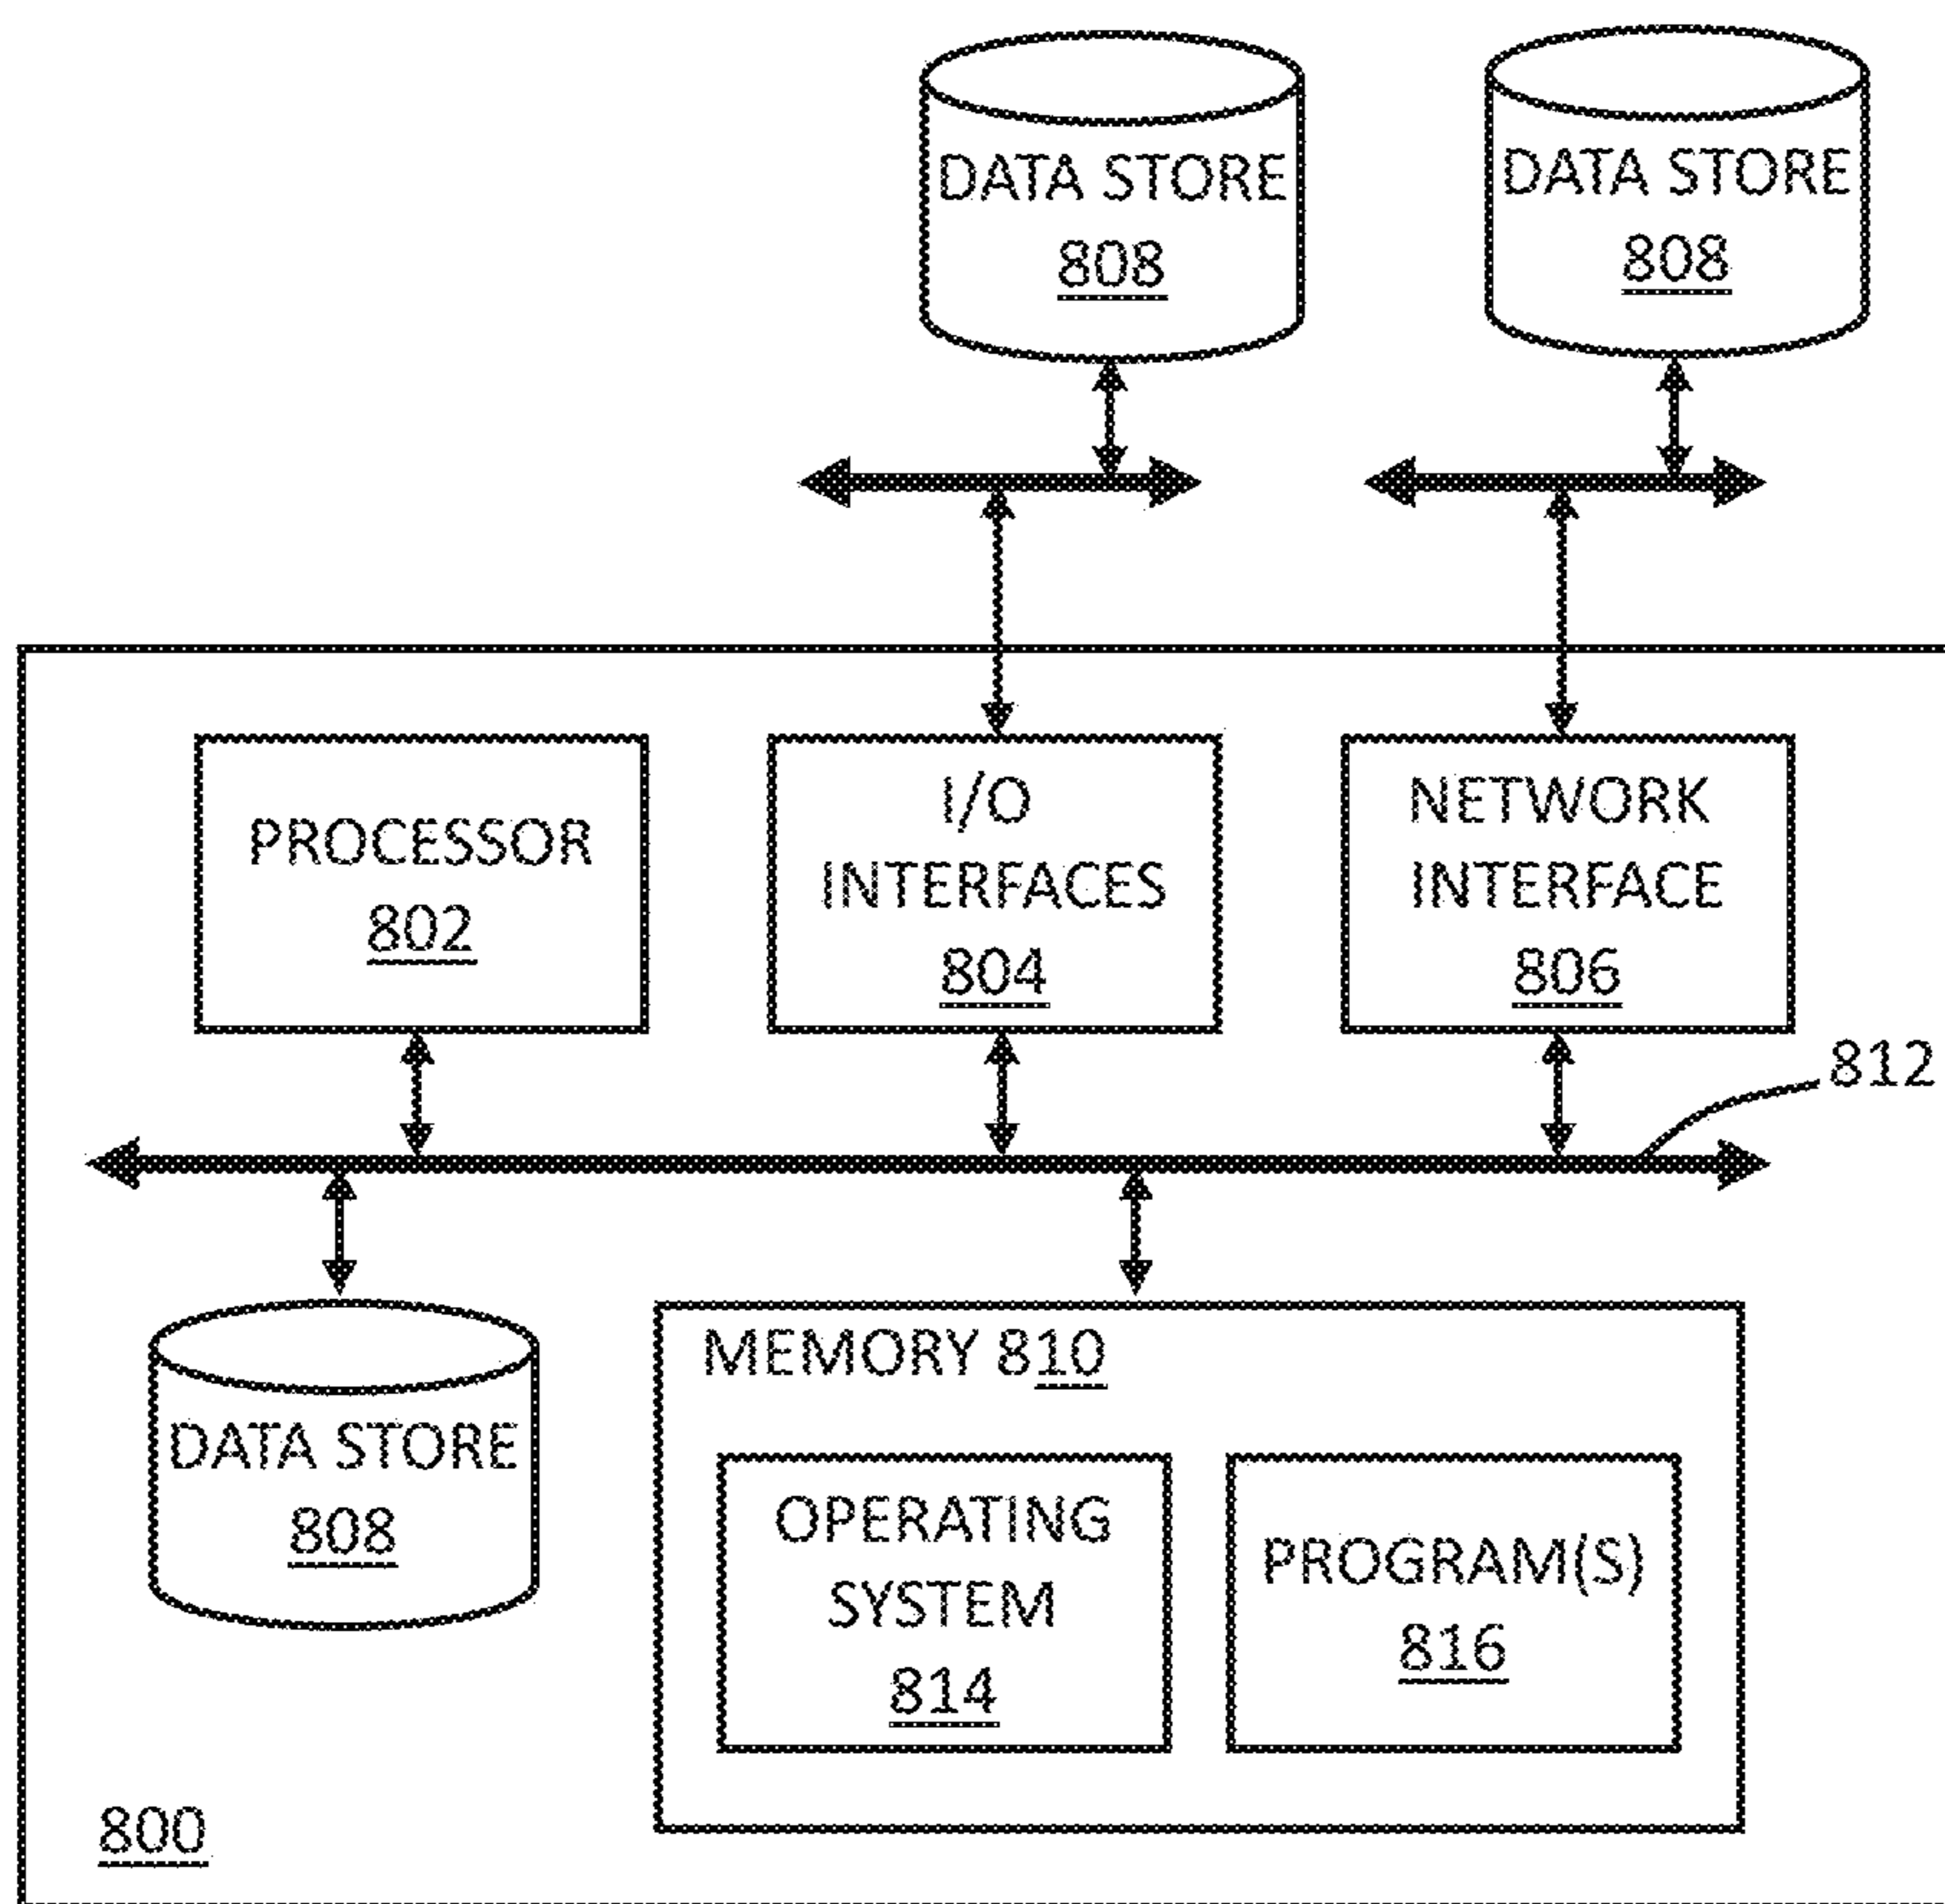 DATA STORE
808
DATA STORE
808
PROCESSOR
802
I/O
INTERFACES
804
NETWORK
INTERFACE
806
812
DATA STORE
808
MEMORY 810
OPERATING
SYSTEM
814
PROGRAM(S)
816
800